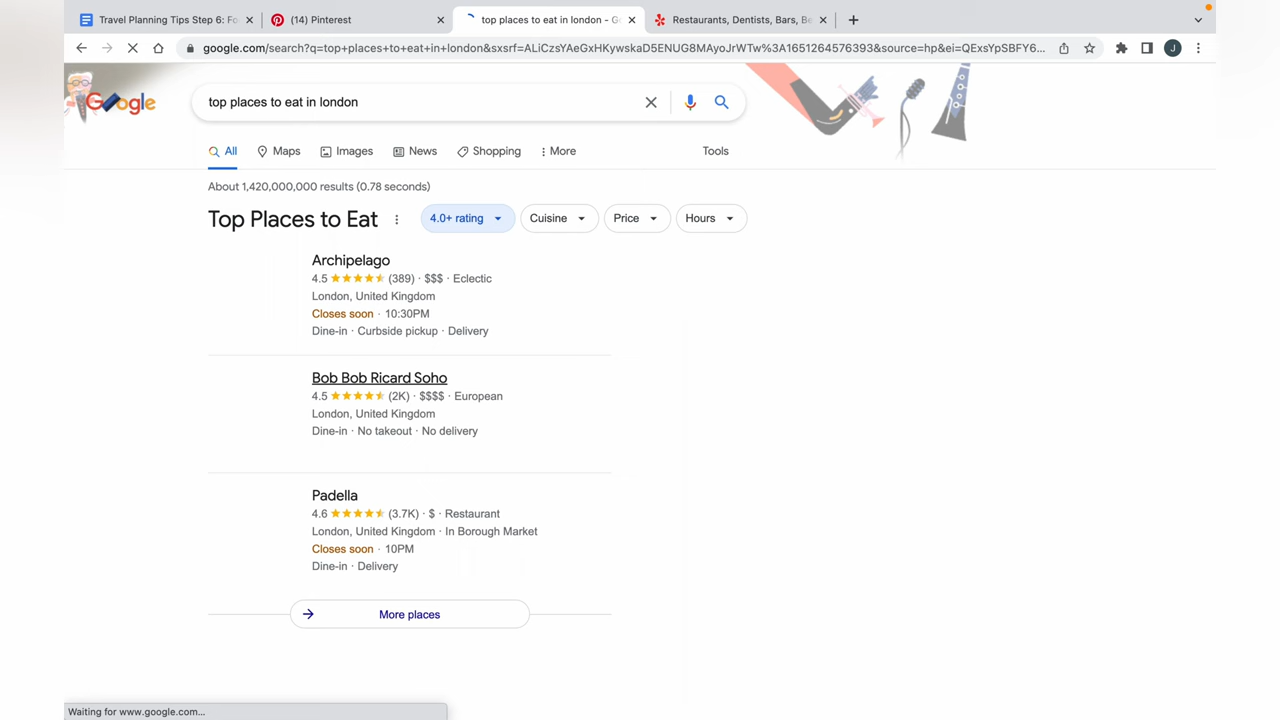 Travel Planning Tips Step 6: Fo
(14) Pinterest
top places to eat in london - Go
Restaurants, Dentists, Bars, Be
google.com/search?q=top+places+to+eat+in+london&sxsrf=ALiCzsYAeGxHKywskaD5ENUG8MAyoJrWTw%3A1651264576393&source=hp&ei=QExsYpSBFY6...
J
Google
top places to eat in london
All
Maps
Images
News
Shopping
More
Tools
About 1,420,000,000 results (0.78 seconds)
Top Places to Eat
4.0+ rating
Cuisine
Price
Hours
Archipelago
4.5 (389) · $$$ · Eclectic
London, United Kingdom
Closes soon · 10:30PM
Dine-in · Curbside pickup · Delivery
Bob Bob Ricard Soho
4.5 (2K) · $$$$ · European
London, United Kingdom
Dine-in · No takeout · No delivery
Padella
4.6 (3.7K) · $ · Restaurant
London, United Kingdom · In Borough Market
Closes soon · 10PM
Dine-in · Delivery
More places
Waiting for www.google.com...